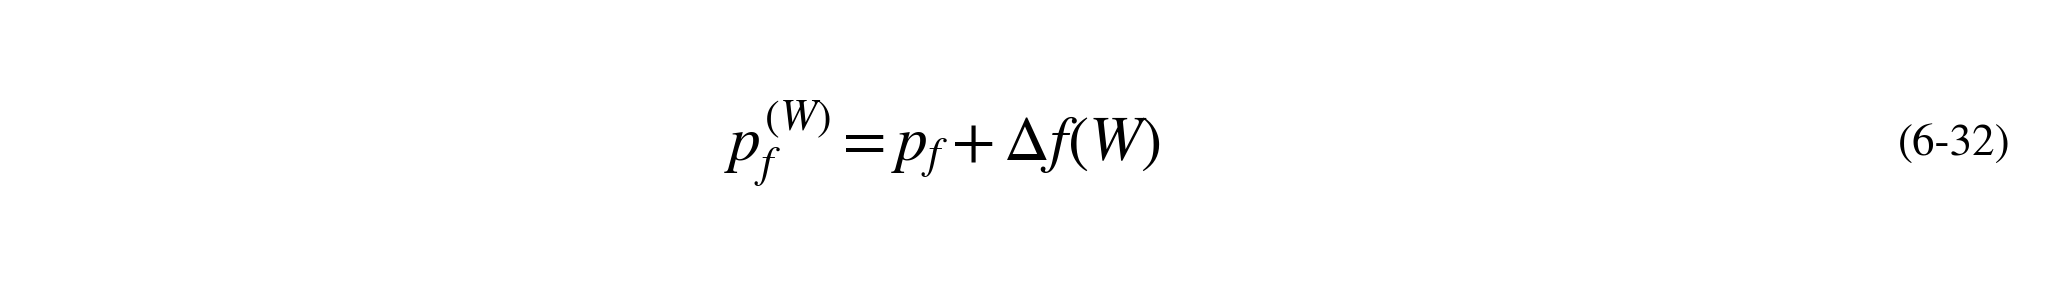 p_f^{(W)} = p_f + Δf(W) (6-32)